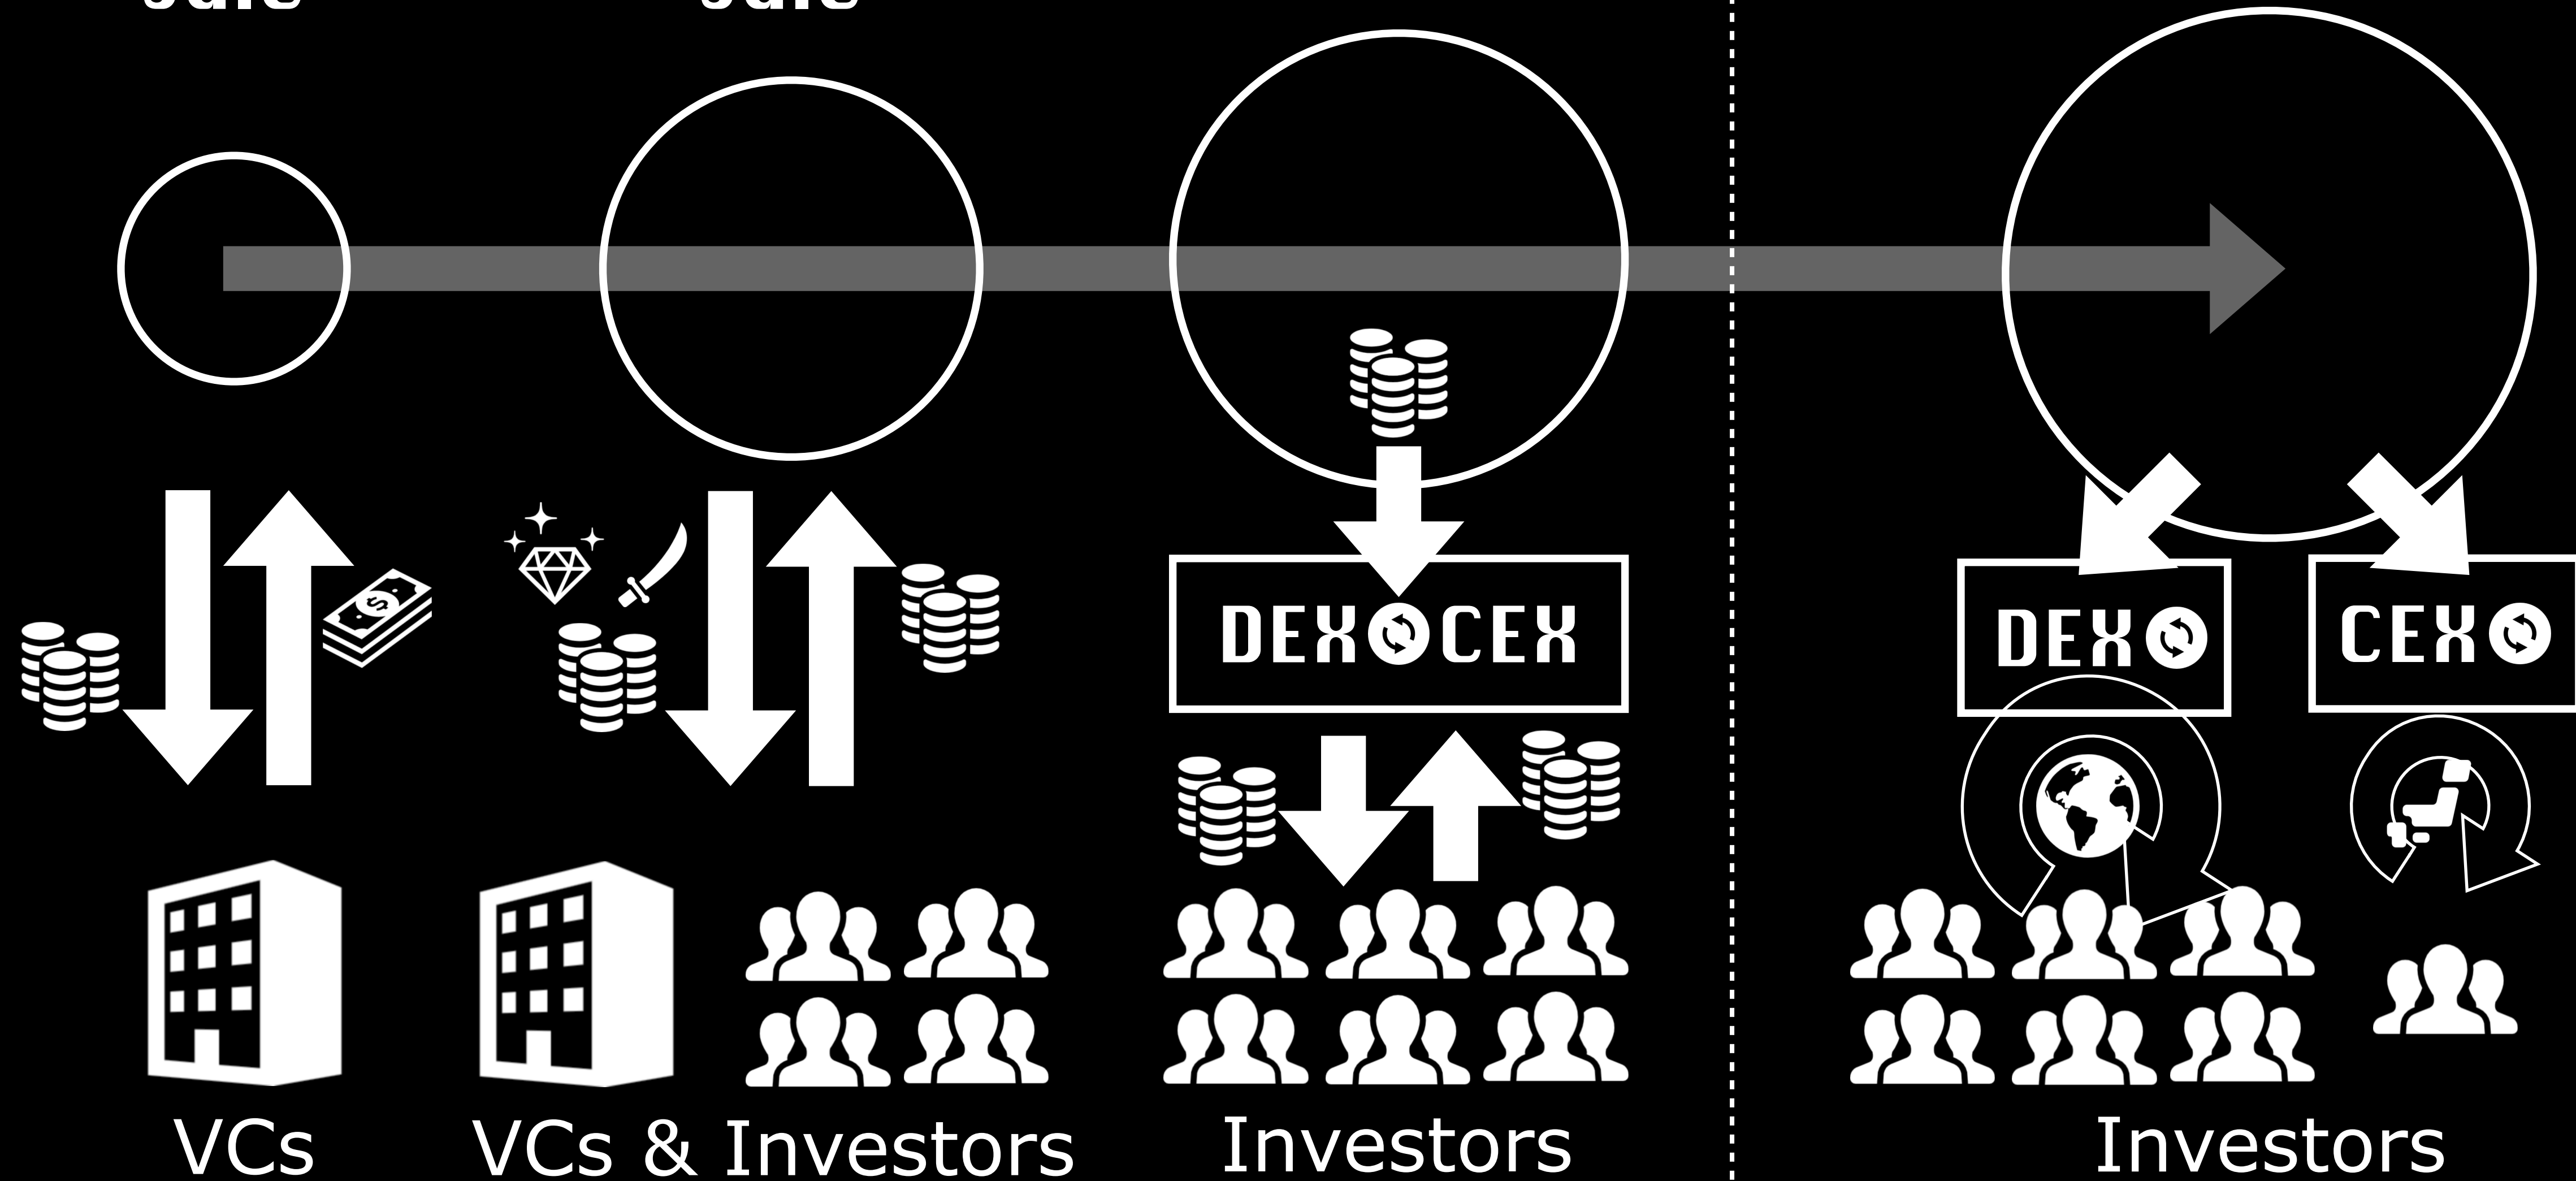 DEX CEX
DEX
CEX
VCs
VCs & Investors
Investors
Investors